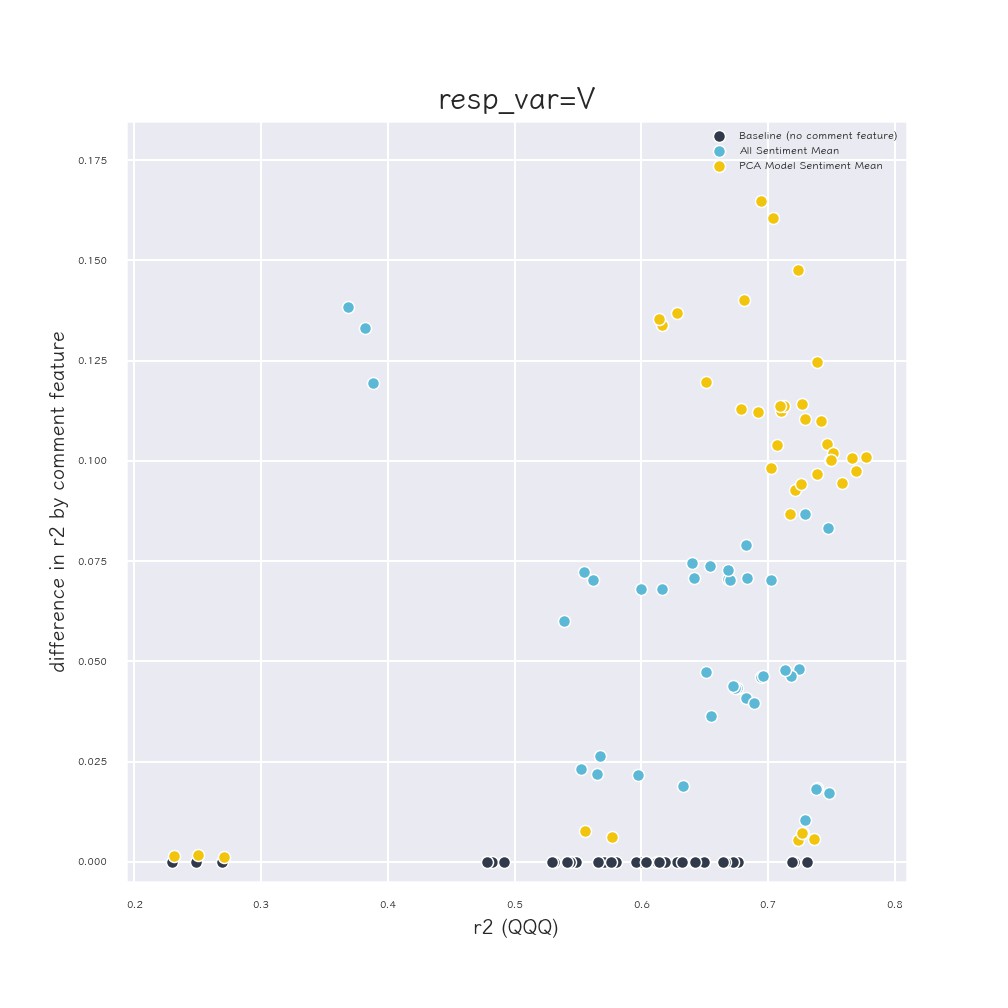 resp_var=V
Baseline (no comment feature)
All Sentiment Mean
PCA Model Sentiment Mean
0.175
0.150
0.125
0.100
0.075
0.050
0.025
0.000
difference in r2 by comment feature
0.2 0.3 0.4 0.5 0.6 0.7 0.8
r2 (QQQ)